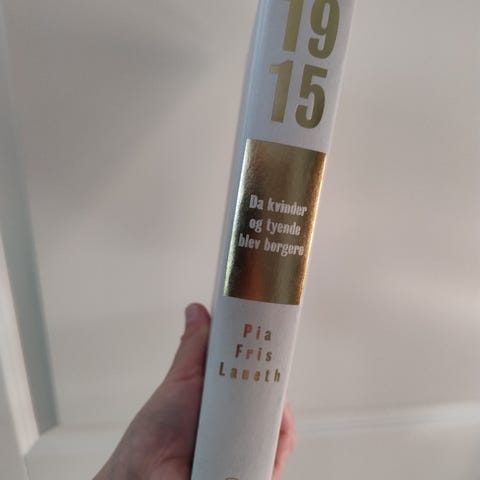 19
15
Da kvinder
og tyende
blev borgere
Pia
Fris
Laneth